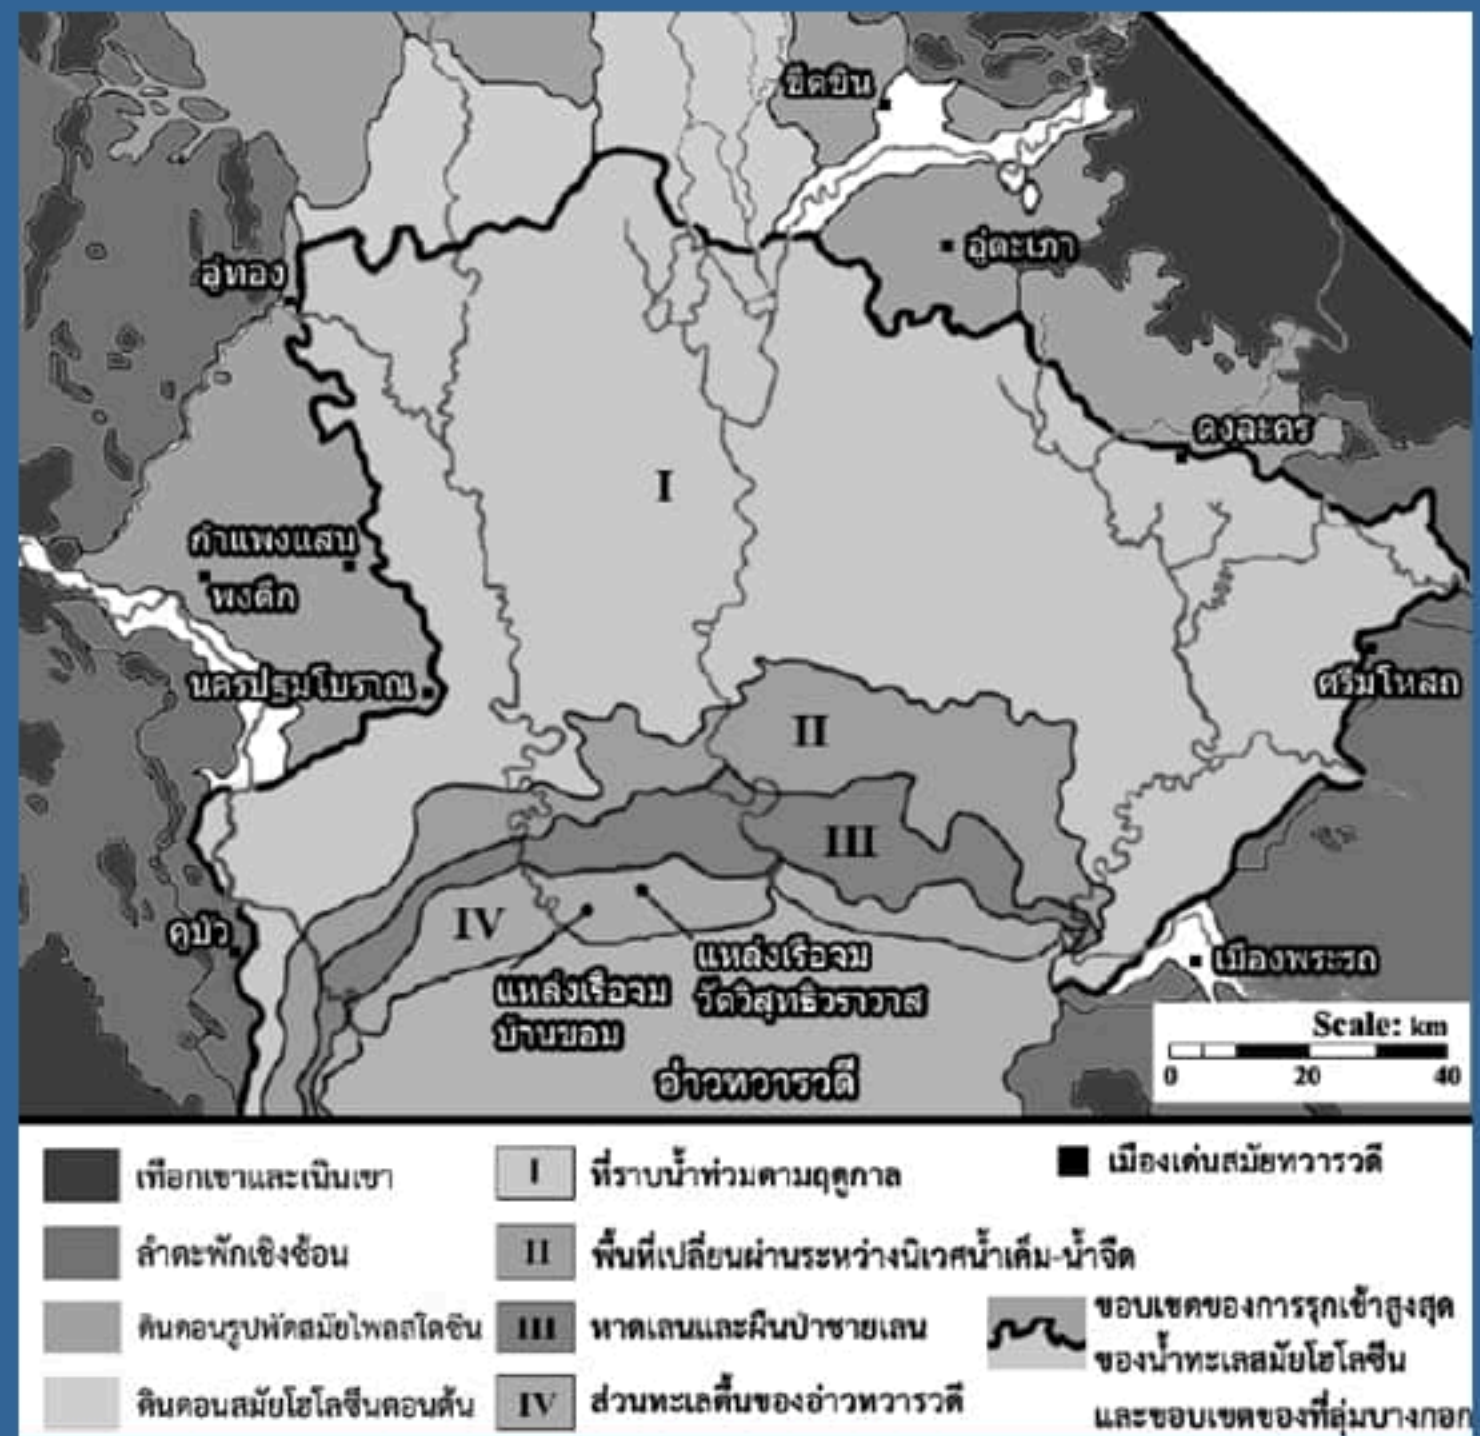 ขีดขิน
อู่ตะเภา
อู่ทอง
ดงละคร
I
กำแพงแสน
พงตึก
นครปฐมโบราณ
ศรีมโหสถ
II
III
IV
คูบัว
แหล่งเรือจม
วัดวิสุทธิวราวาส
เมืองพระรถ
แหล่งเรือจม
บ้านขอม
Scale: km
0 20 40
อ่าวทวารวดี
เทือกเขาและเนินเขา
I ที่ราบน้ำท่วมตามฤดูกาล
เมืองเด่นสมัยทวารวดี
ลำตะพักเชิงซ้อน
II พื้นที่เปลี่ยนผ่านระหว่างนิเวศน้ำเค็ม-น้ำจืด
ดินดอนรูปพัดสมัยไพลสโตซีน
III หาดเลนและผืนป่าชายเลน
ขอบเขตของการรุกเข้าสูงสุด
ของน้ำทะเลสมัยโฮโลซีน
และขอบเขตของที่ลุ่มบางกอก
ดินดอนสมัยโฮโลซีนตอนต้น
IV ส่วนทะเลตื้นของอ่าวทวารวดี